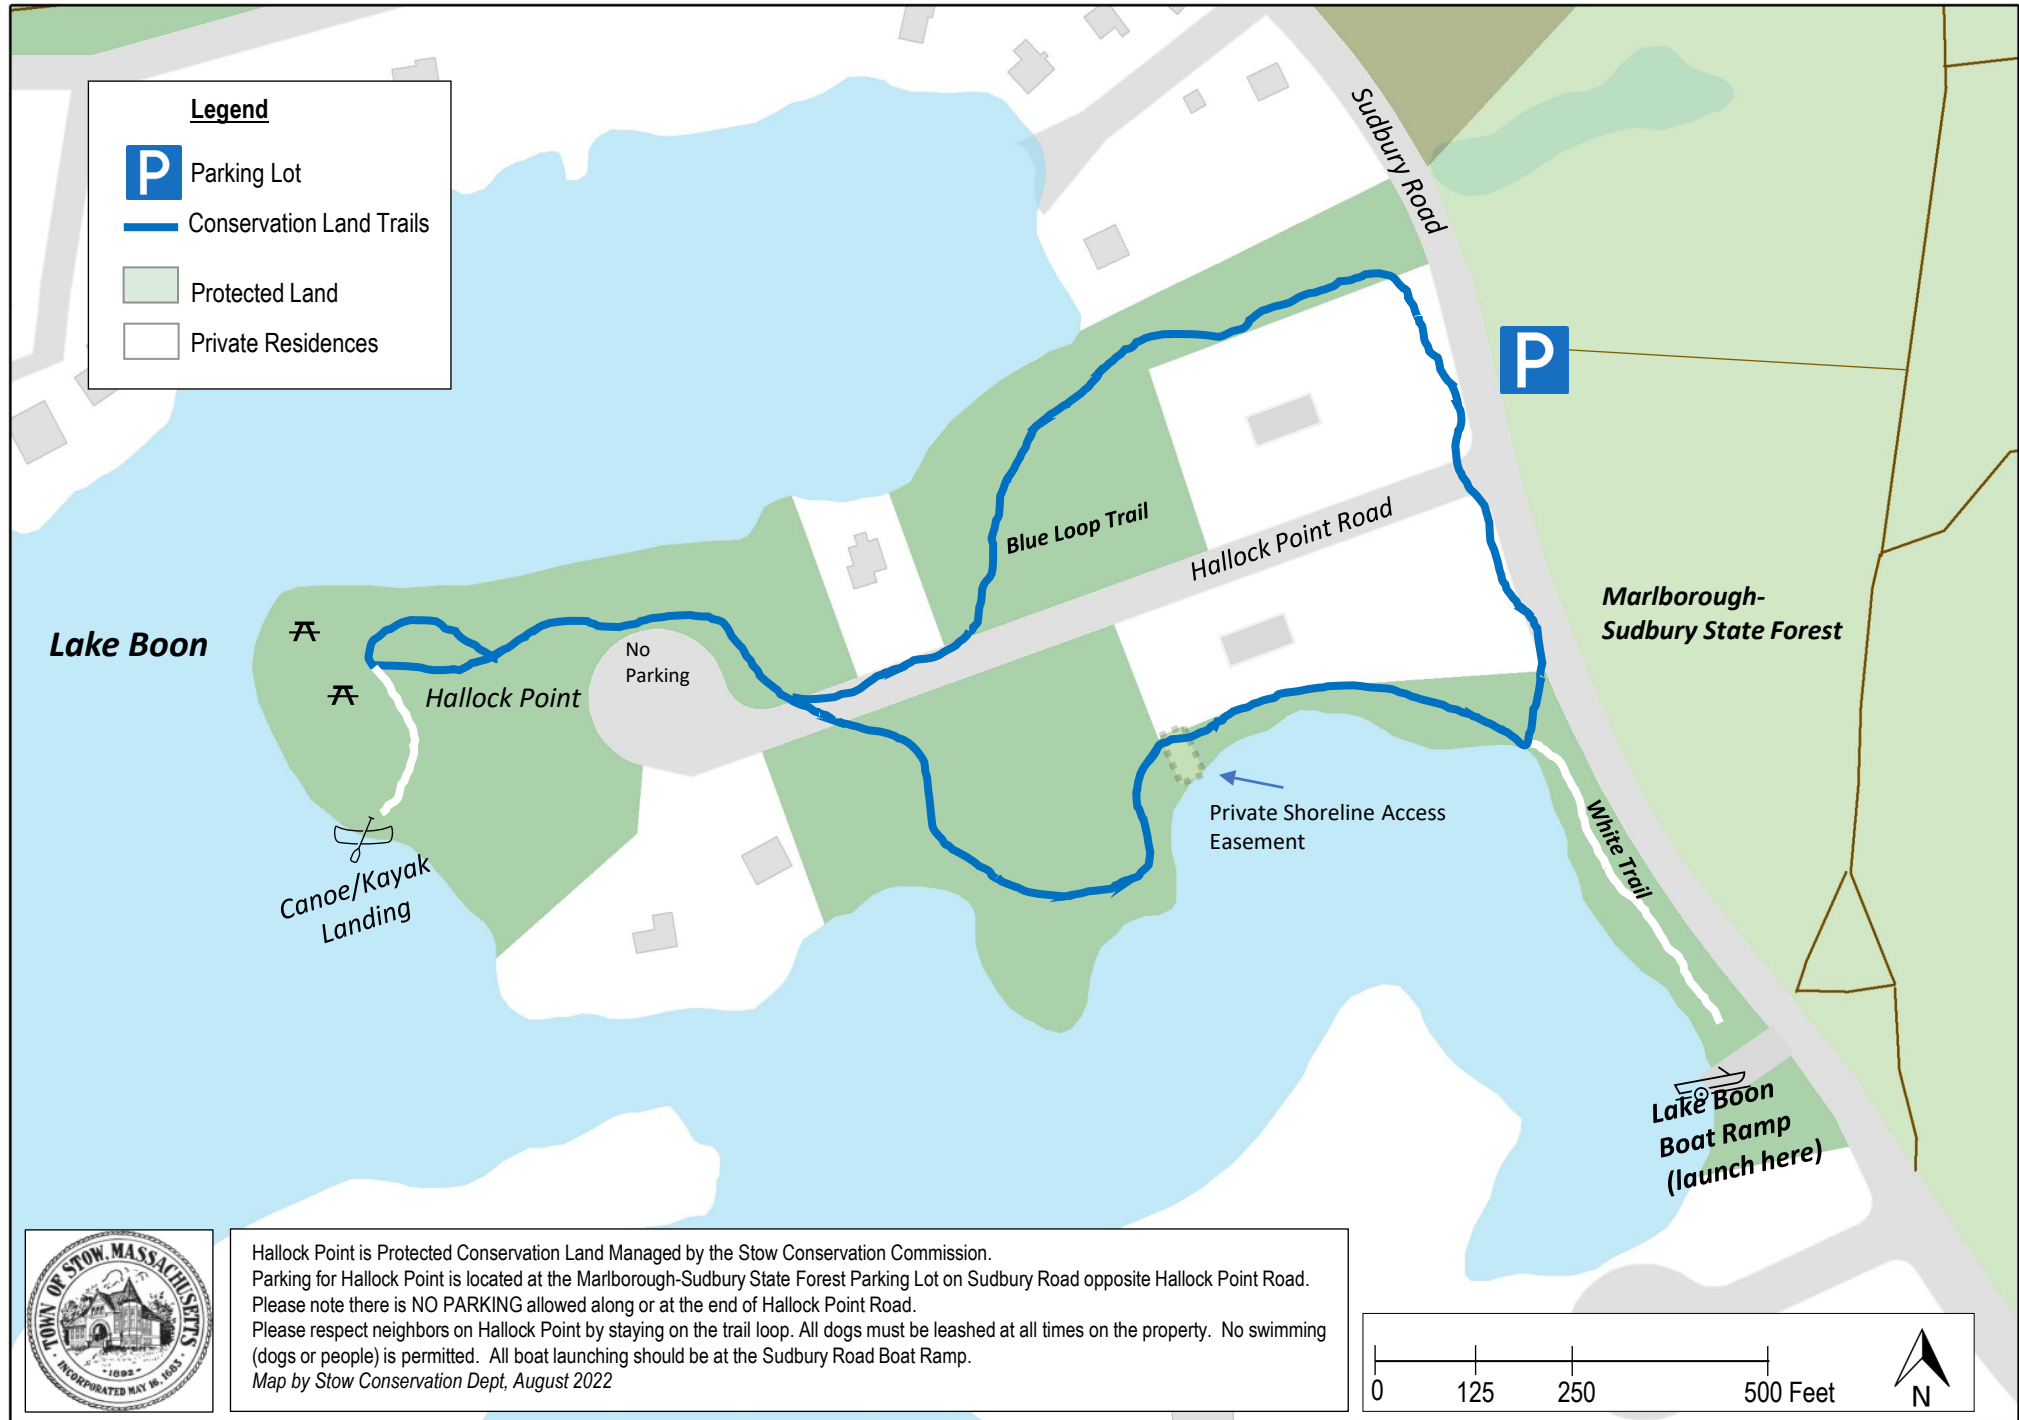 Legend
P
Parking Lot
Conservation Land Trails
Protected Land
Private Residences
Sudbury Road
P
Blue Loop Trail
Hallock Point Road
Marlborough-
Sudbury State Forest
Lake Boon
No
Parking
Hallock Point
Private Shoreline Access
Easement
White Trail
Canoe/Kayak
Landing
Lake Boon
Boat Ramp
(launch here)
TOWN OF STOW, MASSACHUSETTS
1892
INCORPORATED MAY 16, 1683
Hallock Point is Protected Conservation Land Managed by the Stow Conservation Commission.
Parking for Hallock Point is located at the Marlborough-Sudbury State Forest Parking Lot on Sudbury Road opposite Hallock Point Road.
Please note there is NO PARKING allowed along or at the end of Hallock Point Road.
Please respect neighbors on Hallock Point by staying on the trail loop. All dogs must be leashed at all times on the property. No swimming
(dogs or people) is permitted. All boat launching should be at the Sudbury Road Boat Ramp.
Map by Stow Conservation Dept, August 2022
0 125 250 500 Feet
N